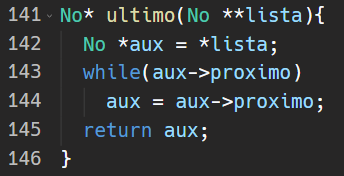 141 No* ultimo(No **lista){
142 No *aux = *lista;
143 while(aux->proximo)
144 aux = aux->proximo;
145 return aux;
146 }